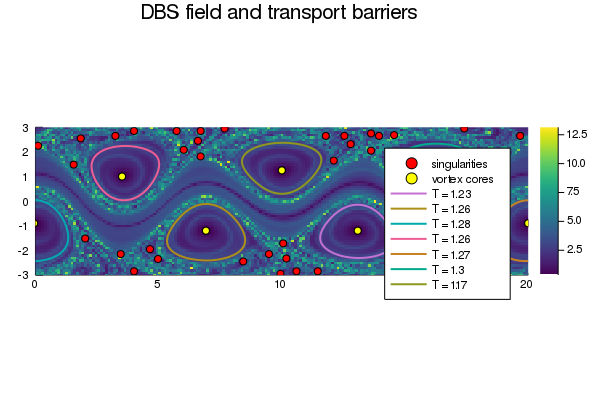 DBS field and transport barriers
3
2
1
0
-1
-2
-3
0
5
10
20
singularities
vortex cores
T = 1.23
T = 1.26
T = 1.28
T = 1.26
T = 1.27
T = 1.3
T = 1.17
12.5
10.0
7.5
5.0
2.5